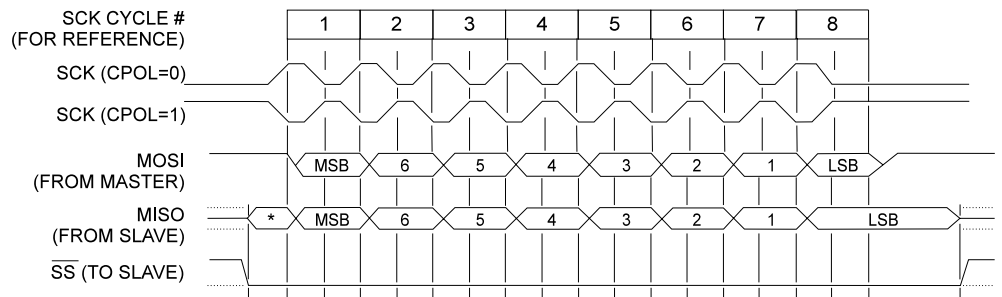 SCK CYCLE #
(FOR REFERENCE)
1 2 3 4 5 6 7 8
SCK (CPOL=0)
SCK (CPOL=1)
MOSI
(FROM MASTER)
MSB 6 5 4 3 2 1 LSB
MISO
(FROM SLAVE)
* MSB 6 5 4 3 2 1 LSB
SS (TO SLAVE)